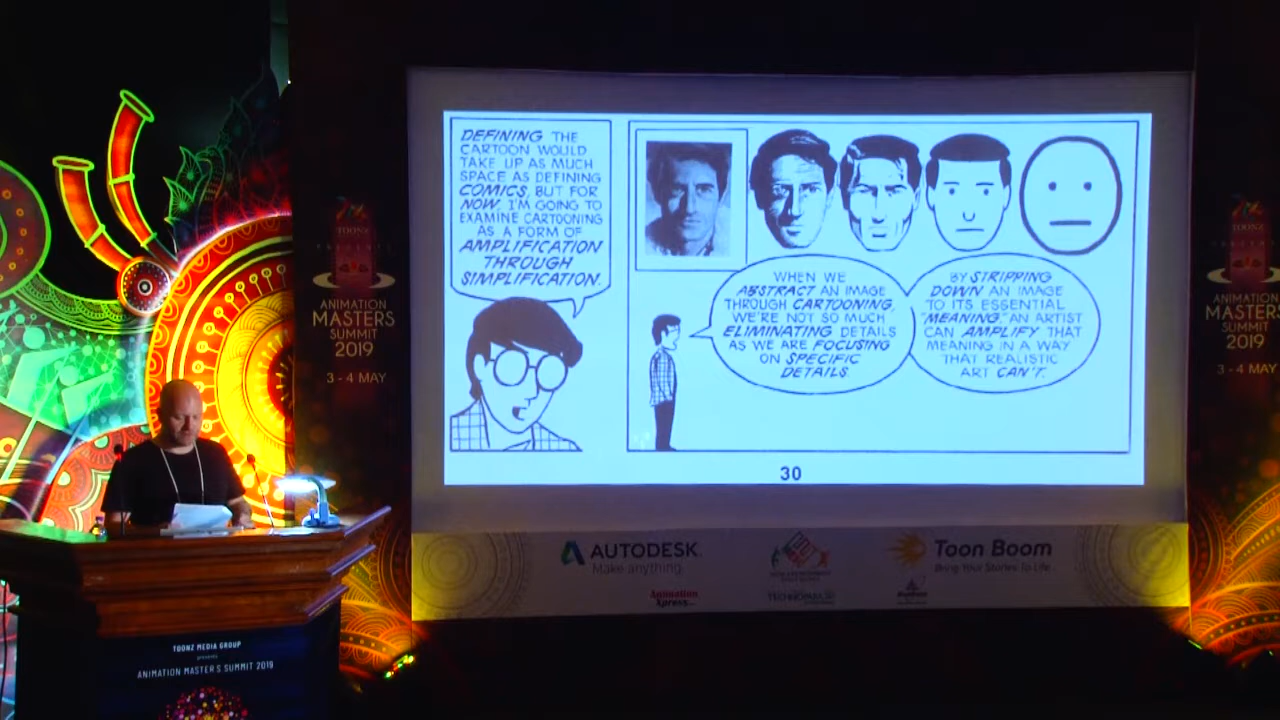 DEFINING THE
CARTOON WOULD
TAKE UP AS MUCH
SPACE AS DEFINING
COMICS, BUT FOR
NOW, I'M GOING TO
EXAMINE CARTOONING
AS A FORM OF
AMPLIFICATION
THROUGH
SIMPLIFICATION.
WHEN WE
ABSTRACT AN IMAGE
THROUGH CARTOONING,
WE'RE NOT SO MUCH
ELIMINATING DETAILS
AS WE ARE FOCUSING
ON SPECIFIC
DETAILS.
BY STRIPPING
DOWN AN IMAGE
TO ITS ESSENTIAL
"MEANING," AN ARTIST
CAN AMPLIFY THAT
MEANING IN A WAY
THAT REALISTIC
ART CAN'T.
30
TOONZ
ANIMATION
MASTERS
SUMMIT
2019
3 - 4 MAY
ANIMATION
MASTERS
SUMMIT
2019
3 - 4 MAY
AUTODESK
Make anything.
Toon Boom
Bring Your Stories To Life
Animation
Xpress
TECHNOPARK
TOONZ MEDIA GROUP
presents
ANIMATION MASTERS SUMMIT 2019